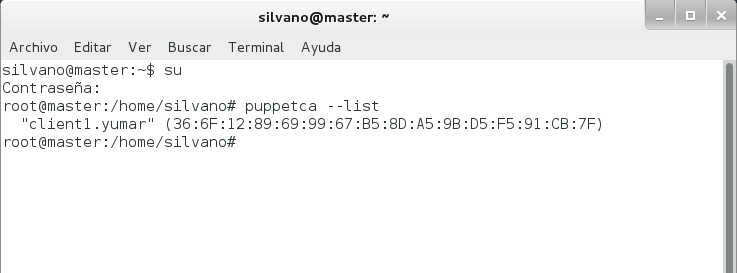 silvano@master: ~
Archivo Editar Ver Buscar Terminal Ayuda
silvano@master:~$ su
Contraseña:
root@master:/home/silvano# puppetca --list
  "client1.yumar" (36:6F:12:89:69:99:67:B5:8D:A5:9B:D5:F5:91:CB:7F)
root@master:/home/silvano#